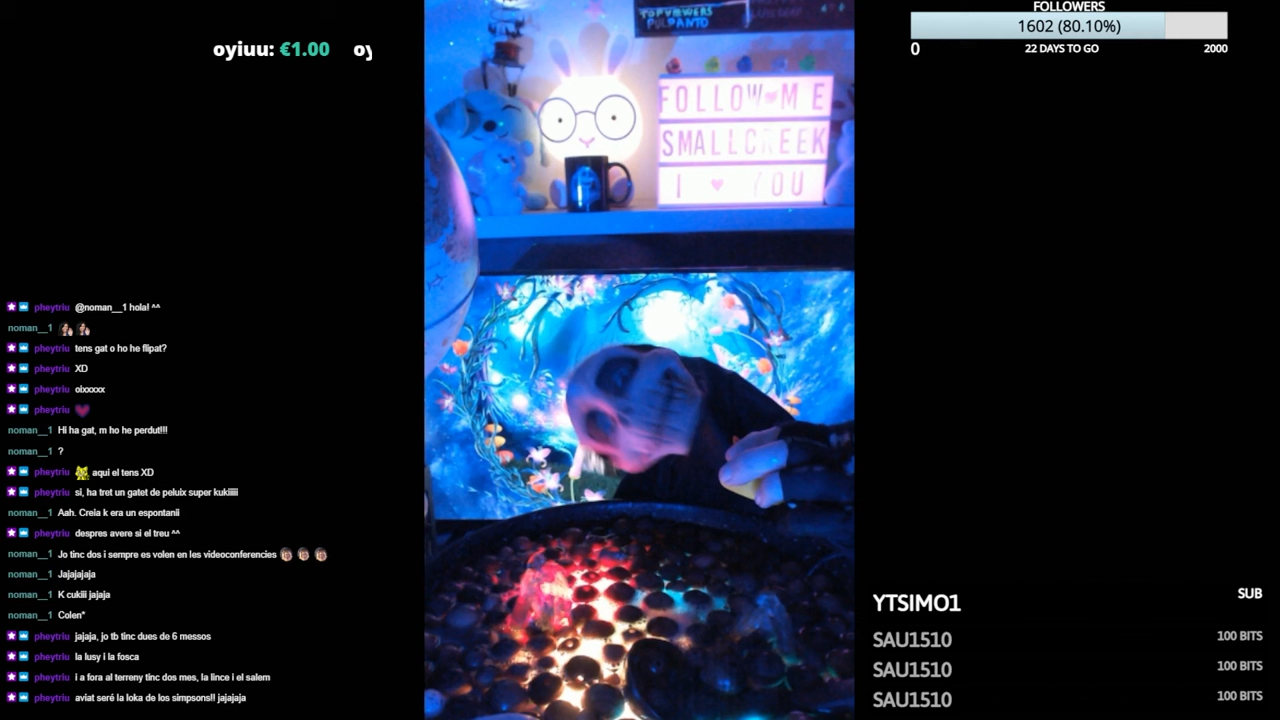 oyiuu: €1.00 oy
FOLLOWERS
1602 (80.10%)
0 22 DAYS TO GO 2000
TOPVIEWERS
FOLLOW ME
SMALLCREEK
I ♥ YOU
pheytriu @noman__1 hola! ^^
noman__1
pheytriu tens gat o ho he flipat?
pheytriu XD
pheytriu oixxxxx
pheytriu
noman__1 Hi ha gat, m ho he perdut!!!
noman__1 ?
pheytriu aqui el tens XD
pheytriu si, ha tret un gatet de peluix super kukiiiii
noman__1 Aah. Creia k era un espontanii
pheytriu despres avere si el treu ^^
noman__1 Jo tinc dos i sempre es volen en les videoconferencies
noman__1 Jajajajaja
noman__1 K cukiii jajaja
noman__1 Colen*
pheytriu jajaja, jo tb tinc dues de 6 messos
pheytriu la lusy i la fosca
pheytriu i a fora al terreny tinc dos mes, la lince i el salem
pheytriu aviat seré la loka de los simpsons!! jajajaja
YTSIMO1 SUB
SAU1510 100 BITS
SAU1510 100 BITS
SAU1510 100 BITS